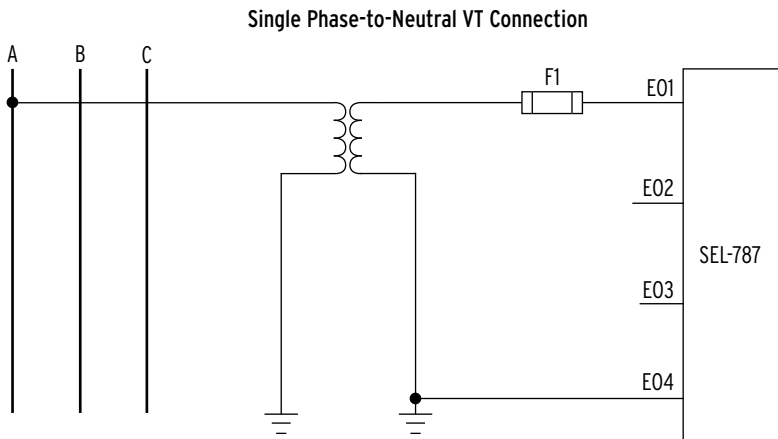 Single Phase-to-Neutral VT Connection
A B C
F1
E01
E02
SEL-787
E03
E04